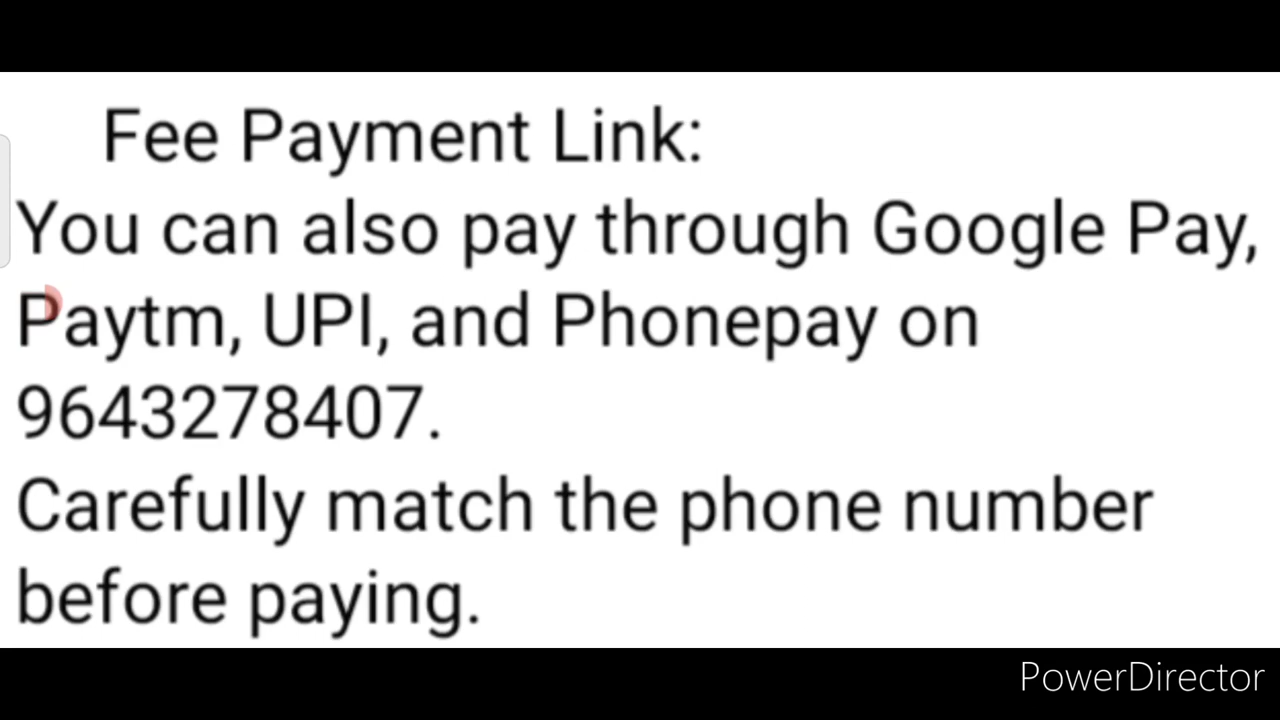 Fee Payment Link:
You can also pay through Google Pay,
Paytm, UPI, and Phonepay on
9643278407.
Carefully match the phone number
before paying.
PowerDirector